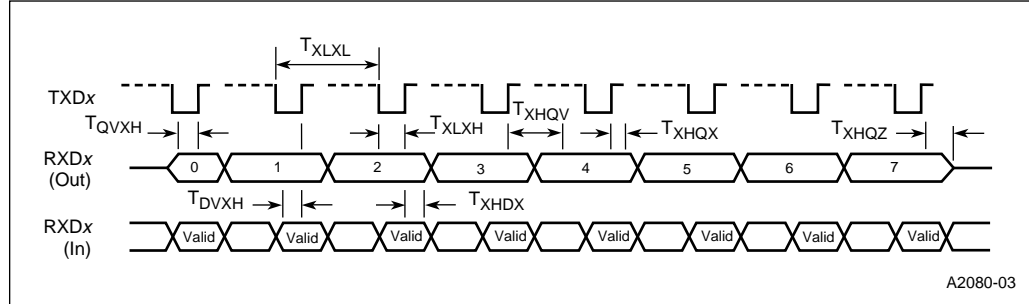 TXLXL
TXDx
TQVXH
TXLXH
TXHQV
TXHQX
TXHQZ
RXDx
(Out)
0 1 2 3 4 5 6 7
TDVXH
TXHDX
RXDx
(In)
Valid Valid Valid Valid Valid Valid Valid Valid
A2080-03